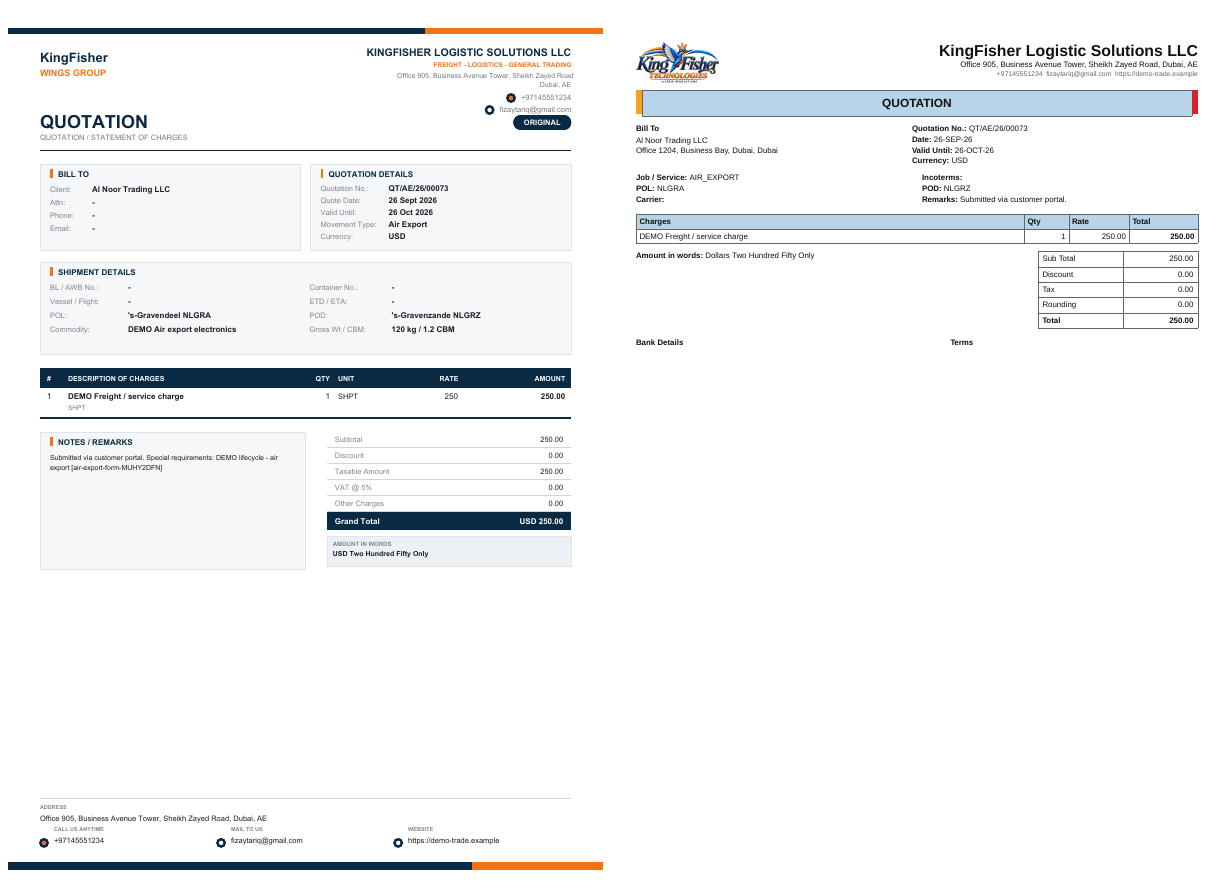 KingFisher
WINGS GROUP
KINGFISHER LOGISTIC SOLUTIONS LLC
FREIGHT - LOGISTICS - GENERAL TRADING
Office 905, Business Avenue Tower, Sheikh Zayed Road
Dubai, AE
+97145551234
fizaytariq@gmail.com
QUOTATION
ORIGINAL
QUOTATION / STATEMENT OF CHARGES
BILL TO
Client: Al Noor Trading LLC
Attn: -
Phone: -
Email: -
QUOTATION DETAILS
Quotation No.: QT/AE/26/00073
Quote Date: 26 Sept 2026
Valid Until: 26 Oct 2026
Movement Type: Air Export
Currency: USD
SHIPMENT DETAILS
BL / AWB No.: - Container No.: -
Vessel / Flight: - ETD / ETA: -
POL: 's-Gravendeel NLGRA POD: 's-Gravenzande NLGRZ
Commodity: DEMO Air export electronics Gross Wt / CBM: 120 kg / 1.2 CBM
# DESCRIPTION OF CHARGES QTY UNIT RATE AMOUNT
1 DEMO Freight / service charge 1 SHPT 250 250.00
SHPT
NOTES / REMARKS
Submitted via customer portal. Special requirements: DEMO lifecycle - air
export [air-export-form-MUHY2DFN]
Subtotal 250.00
Discount 0.00
Taxable Amount 250.00
VAT @ 5% 0.00
Other Charges 0.00
Grand Total USD 250.00
AMOUNT IN WORDS
USD Two Hundred Fifty Only
ADDRESS
Office 905, Business Avenue Tower, Sheikh Zayed Road, Dubai, AE
CALL US ANYTIME MAIL TO US WEBSITE
+97145551234 fizaytariq@gmail.com https://demo-trade.example
King Fisher
TECHNOLOGIES
KingFisher Logistic Solutions LLC
Office 905, Business Avenue Tower, Sheikh Zayed Road, Dubai, AE
+97145551234 fizaytariq@gmail.com https://demo-trade.example
QUOTATION
Bill To
Al Noor Trading LLC
Office 1204, Business Bay, Dubai, Dubai
Quotation No.: QT/AE/26/00073
Date: 26-SEP-26
Valid Until: 26-OCT-26
Currency: USD
Job / Service: AIR_EXPORT Incoterms:
POL: NLGRA POD: NLGRZ
Carrier: Remarks: Submitted via customer portal.
Charges Qty Rate Total
DEMO Freight / service charge 1 250.00 250.00
Amount in words: Dollars Two Hundred Fifty Only
Sub Total 250.00
Discount 0.00
Tax 0.00
Rounding 0.00
Total 250.00
Bank Details Terms